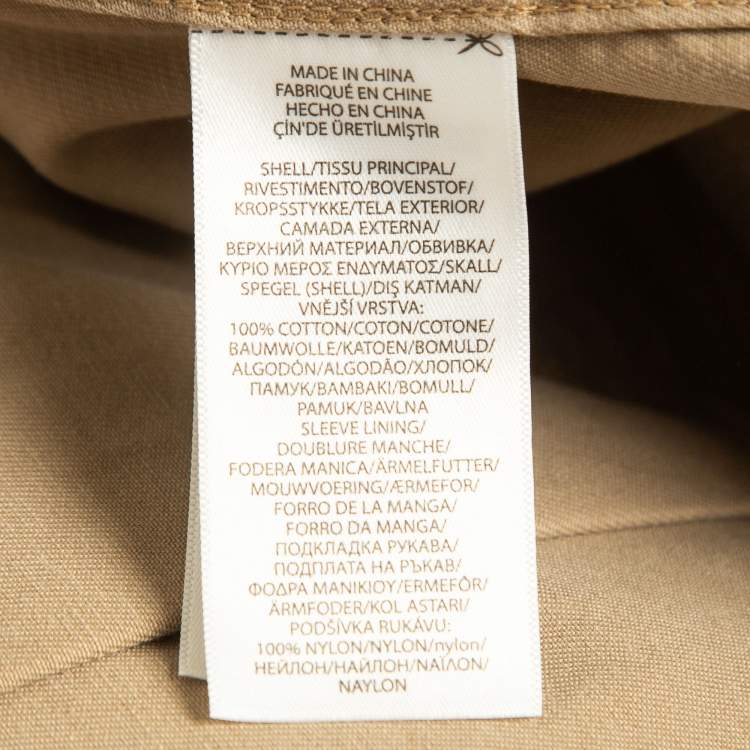 MADE IN CHINA
FABRIQUÉ EN CHINE
HECHO EN CHINA
ÇİN'DE ÜRETİLMİŞTİR
SHELL/TISSU PRINCIPAL/
RIVESTIMENTO/BOVENSTOF/
KROPSSTYKKE/TELA EXTERIOR/
CAMADA EXTERNA/
ВЕРХНИЙ МАТЕРИАЛ/ОБВИВКА/
ΚΥΡΙΟ ΜΕΡΟΣ ΕΝΔΥΜΑΤΟΣ/SKALL/
SPEGEL (SHELL)/DIŞ KATMAN/
VNĚJŠÍ VRSTVA:
100% COTTON/COTON/COTONE/
BAUMWOLLE/KATOEN/BOMULD/
ALGODÓN/ALGODÃO/ХЛОПОК/
ПАМУК/ΒΑΜΒΑΚΙ/BOMULL/
PAMUK/BAVLNA
SLEEVE LINING/
DOUBLURE MANCHE/
FODERA MANICA/ÄRMELFUTTER/
MOUWVOERING/ÆRMEFOR/
FORRO DE LA MANGA/
FORRO DA MANGA/
ПОДКЛАДКА РУКАВА/
ПОДПЛАТА НА РЪКАВ/
ΦΟΔΡΑ ΜΑΝΙΚΙΟΥ/ERMEFÔR/
ÄRMFODER/KOL ASTARI/
PODŠÍVKA RUKÁVU:
100% NYLON/NYLON/nylon/
НЕЙЛОН/НАЙЛОН/ΝΑΪΛΟΝ/
NAYLON